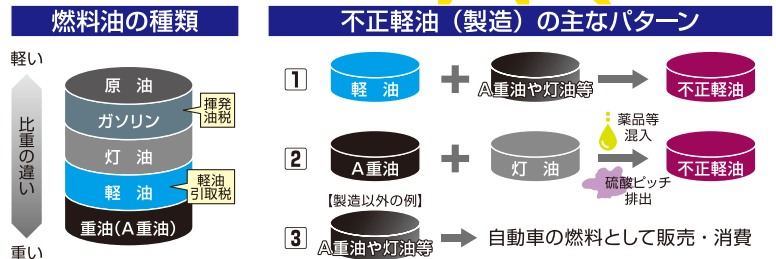 燃料油の種類
軽い
比重の違い
重い
原 油
ガソリン
灯 油
軽 油
重油(A重油)
揮発
油税
軽油
引取税
不正軽油（製造）の主なパターン
1
軽 油
+
A重油や灯油等
不正軽油
2
A重油
+
灯 油
薬品等
混入
硫酸ピッチ
排出
不正軽油
【製造以外の例】
3
A重油や灯油等
自動車の燃料として販売・消費